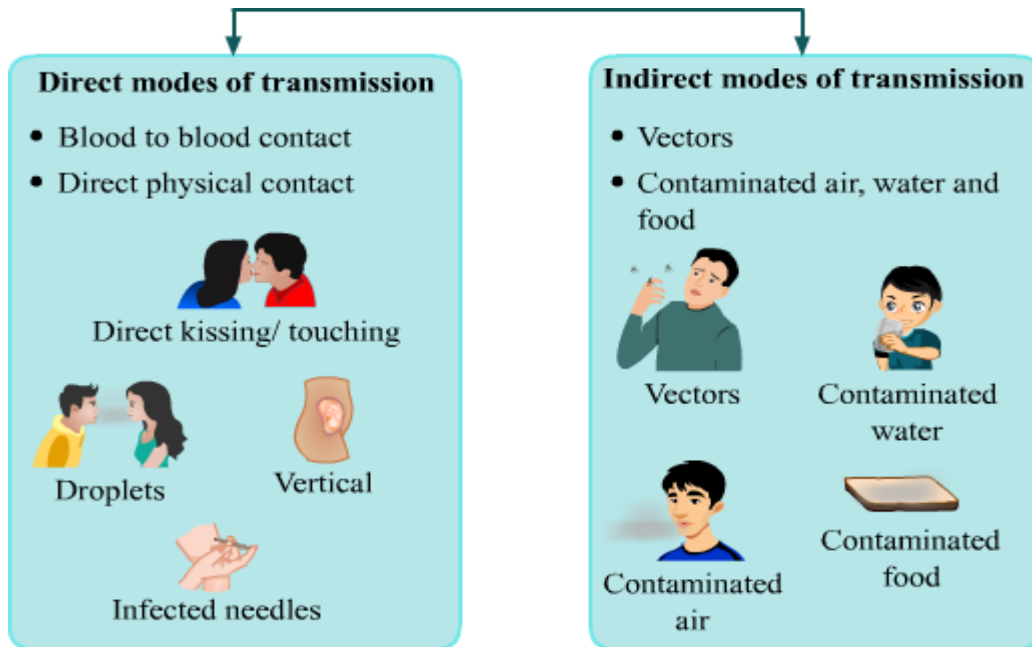 Direct modes of transmission
• Blood to blood contact
• Direct physical contact
Direct kissing/ touching
Droplets
Vertical
Infected needles
Indirect modes of transmission
• Vectors
• Contaminated air, water and
food
Vectors
Contaminated
water
Contaminated
air
Contaminated
food